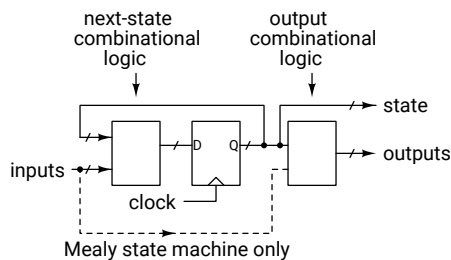 next-state
combinational
logic
output
combinational
logic
state
D
Q
inputs
outputs
clock
Mealy state machine only